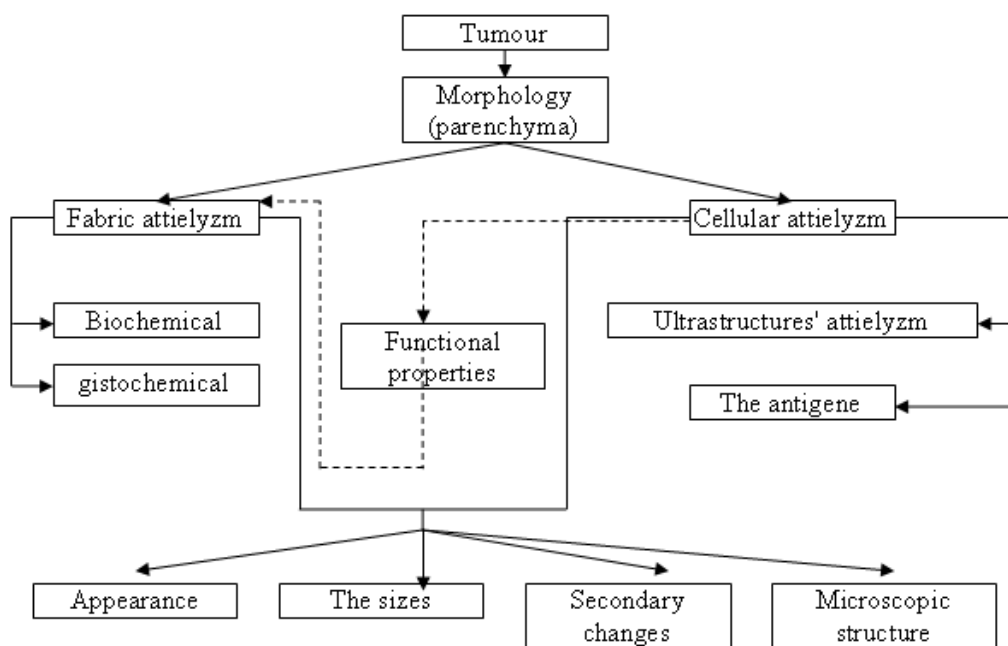 Tumour
Morphology
(parenchyma)
Fabric attielyzm
Cellular attielyzm
Biochemical
Functional
properties
Ultrastructures' attielyzm
gistochemical
The antigene
Appearance
The sizes
Secondary
changes
Microscopic
structure